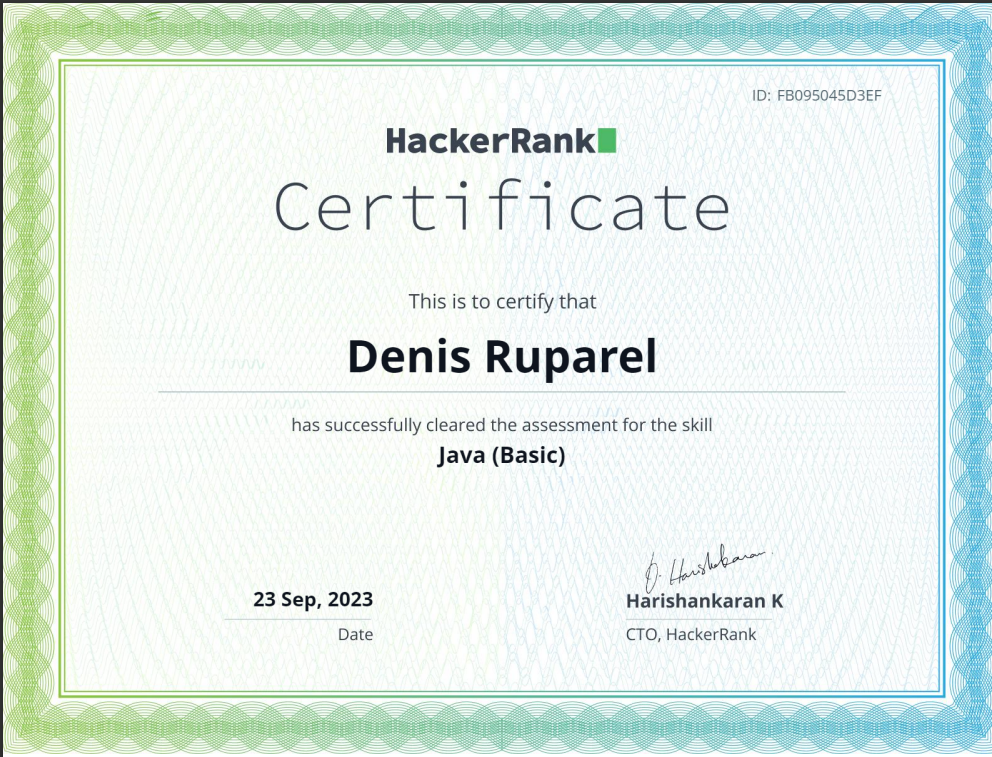 ID: FB095045D3EF
HackerRank
Certificate
This is to certify that
Denis Ruparel
has successfully cleared the assessment for the skill
Java (Basic)
O. Harishankaran
23 Sep, 2023
Harishankaran K
Date
CTO, HackerRank